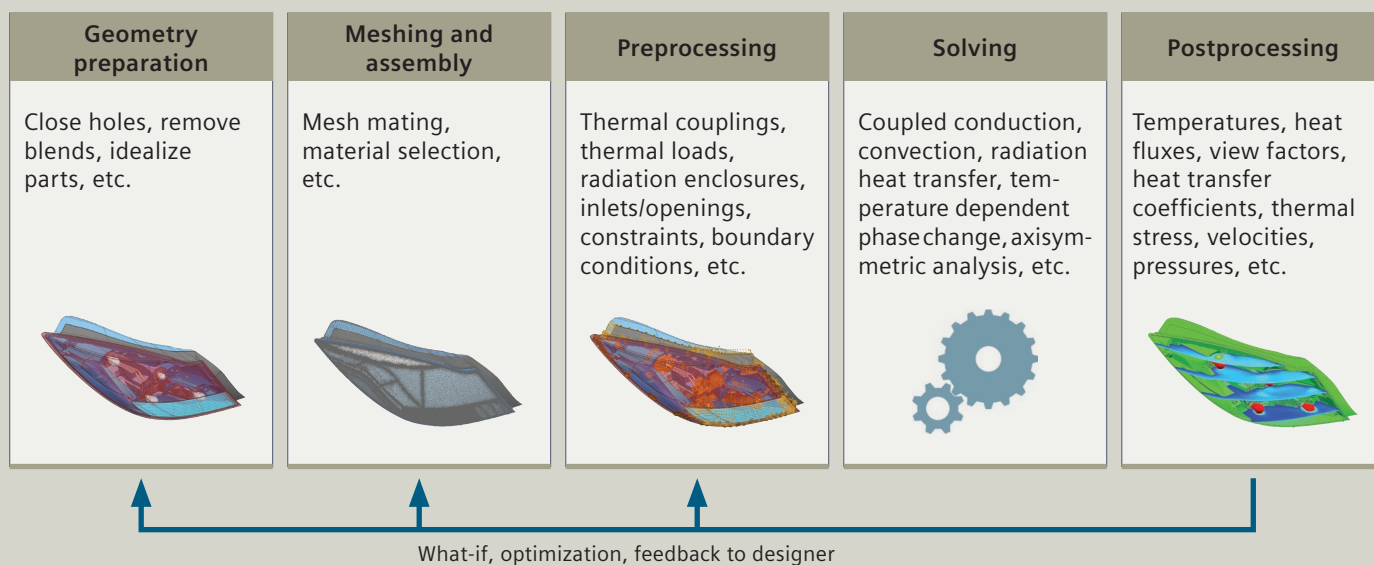 Geometry
preparation
Close holes, remove
blends, idealize
parts, etc.
Meshing and
assembly
Mesh mating,
material selection,
etc.
Preprocessing
Thermal couplings,
thermal loads,
radiation enclosures,
inlets/openings,
constraints, boundary
conditions, etc.
Solving
Coupled conduction,
convection, radiation
heat transfer, tem-
perature dependent
phase change, axisym-
metric analysis, etc.
Postprocessing
Temperatures, heat
fluxes, view factors,
heat transfer
coefficients, thermal
stress, velocities,
pressures, etc.
What-if, optimization, feedback to designer